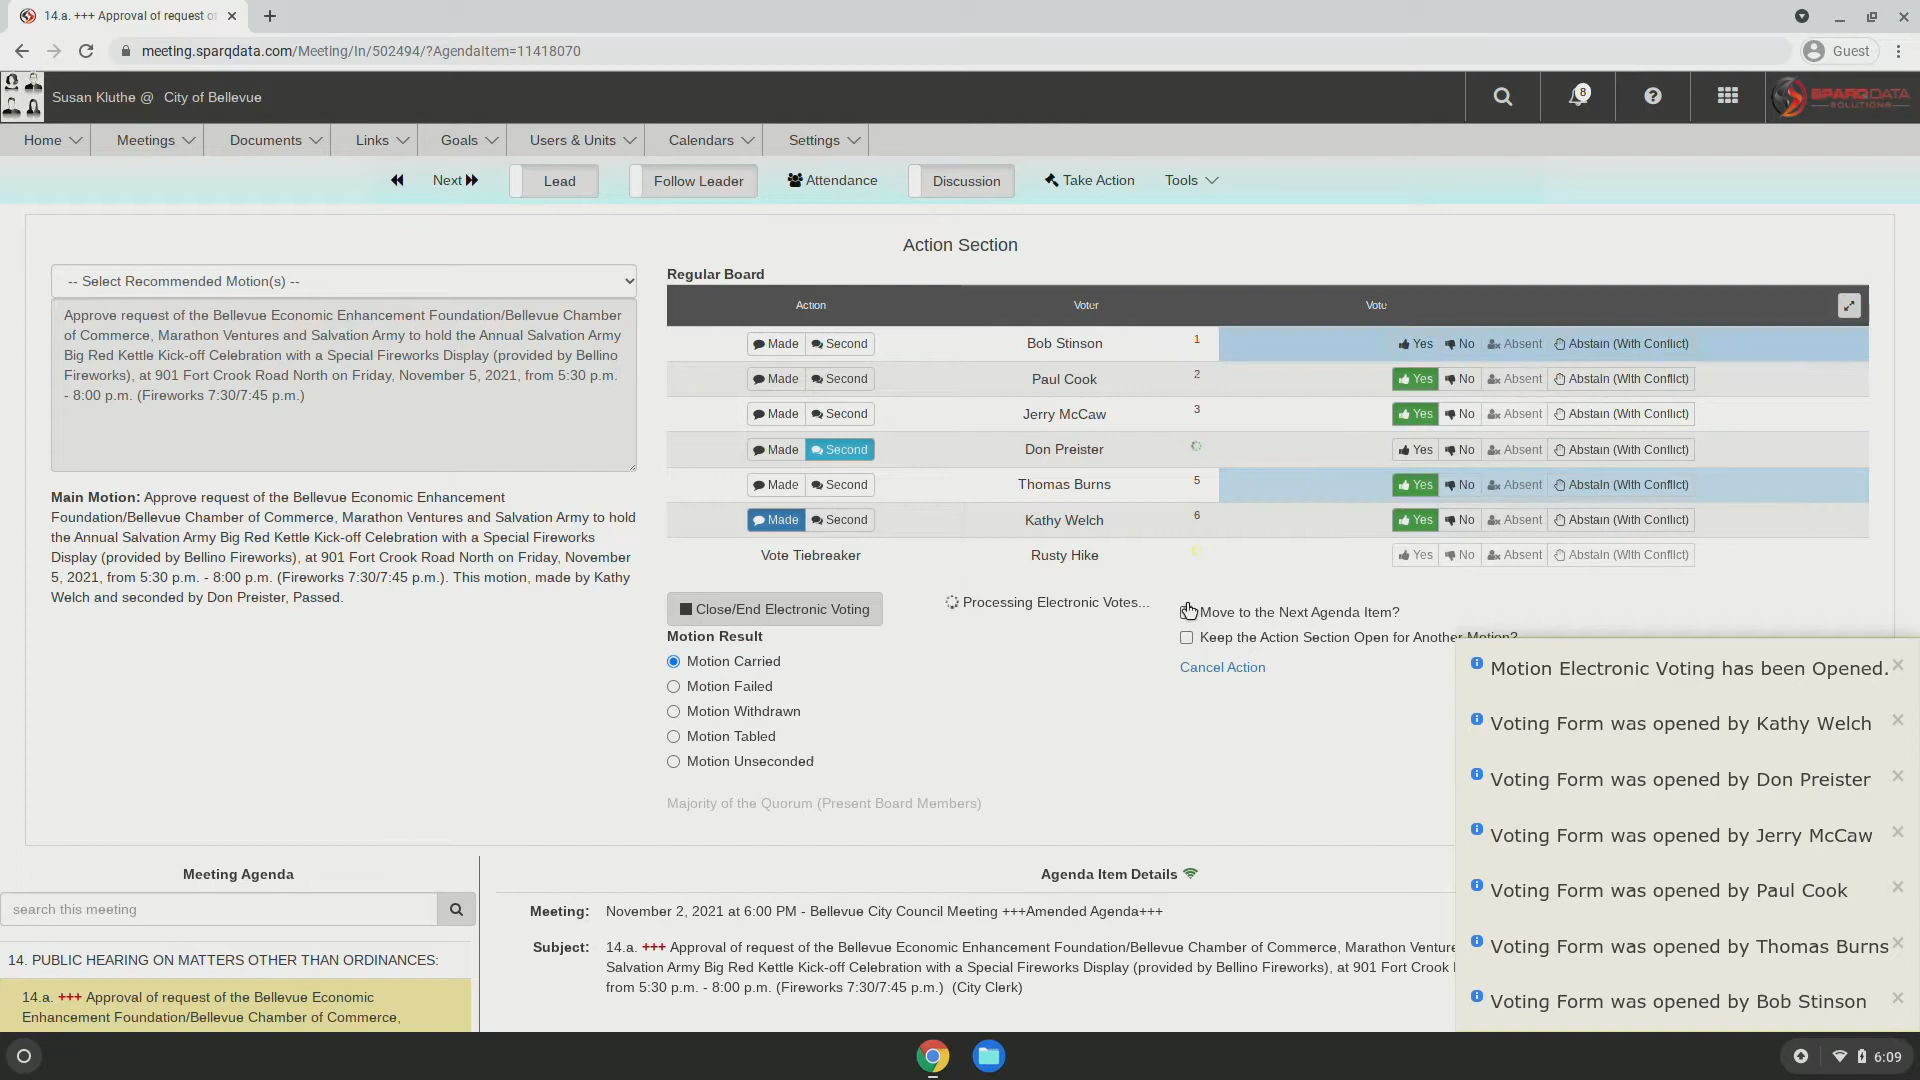 14.a. +++ Approval of request of
meeting.sparqdata.com/Meeting/In/502494/?AgendaItem=11418070
Guest
Susan Kluthe @ City of Bellevue
8
SPARQDATA
SOLUTIONS
Home
Meetings
Documents
Links
Goals
Users & Units
Calendars
Settings
Next
Lead
Follow Leader
Attendance
Discussion
Take Action
Tools
Action Section
-- Select Recommended Motion(s) --
Approve request of the Bellevue Economic Enhancement Foundation/Bellevue Chamber
of Commerce, Marathon Ventures and Salvation Army to hold the Annual Salvation Army
Big Red Kettle Kick-off Celebration with a Special Fireworks Display (provided by Bellino
Fireworks), at 901 Fort Crook Road North on Friday, November 5, 2021, from 5:30 p.m.
- 8:00 p.m. (Fireworks 7:30/7:45 p.m.)
Main Motion: Approve request of the Bellevue Economic Enhancement
Foundation/Bellevue Chamber of Commerce, Marathon Ventures and Salvation Army to hold
the Annual Salvation Army Big Red Kettle Kick-off Celebration with a Special Fireworks
Display (provided by Bellino Fireworks), at 901 Fort Crook Road North on Friday, November
5, 2021, from 5:30 p.m. - 8:00 p.m. (Fireworks 7:30/7:45 p.m.). This motion, made by Kathy
Welch and seconded by Don Preister, Passed.
Regular Board
Action Voter Vote
Made Second Bob Stinson 1 Yes No Absent Abstain (With Conflict)
Made Second Paul Cook 2 Yes No Absent Abstain (With Conflict)
Made Second Jerry McCaw 3 Yes No Absent Abstain (With Conflict)
Made Second Don Preister Yes No Absent Abstain (With Conflict)
Made Second Thomas Burns 5 Yes No Absent Abstain (With Conflict)
Made Second Kathy Welch 6 Yes No Absent Abstain (With Conflict)
Vote Tiebreaker Rusty Hike Yes No Absent Abstain (With Conflict)
Close/End Electronic Voting
Processing Electronic Votes...
Move to the Next Agenda Item?
Keep the Action Section Open for Another Motion?
Cancel Action
Motion Result
Motion Carried
Motion Failed
Motion Withdrawn
Motion Tabled
Motion Unseconded
Majority of the Quorum (Present Board Members)
Motion Electronic Voting has been Opened.
Voting Form was opened by Kathy Welch
Voting Form was opened by Don Preister
Voting Form was opened by Jerry McCaw
Voting Form was opened by Paul Cook
Voting Form was opened by Thomas Burns
Voting Form was opened by Bob Stinson
Meeting Agenda
search this meeting
14. PUBLIC HEARING ON MATTERS OTHER THAN ORDINANCES:
14.a. +++ Approval of request of the Bellevue Economic
Enhancement Foundation/Bellevue Chamber of Commerce,
Agenda Item Details
Meeting: November 2, 2021 at 6:00 PM - Bellevue City Council Meeting +++Amended Agenda+++
Subject: 14.a. +++ Approval of request of the Bellevue Economic Enhancement Foundation/Bellevue Chamber of Commerce, Marathon Venture
Salvation Army Big Red Kettle Kick-off Celebration with a Special Fireworks Display (provided by Bellino Fireworks), at 901 Fort Crook
from 5:30 p.m. - 8:00 p.m. (Fireworks 7:30/7:45 p.m.) (City Clerk)
6:09